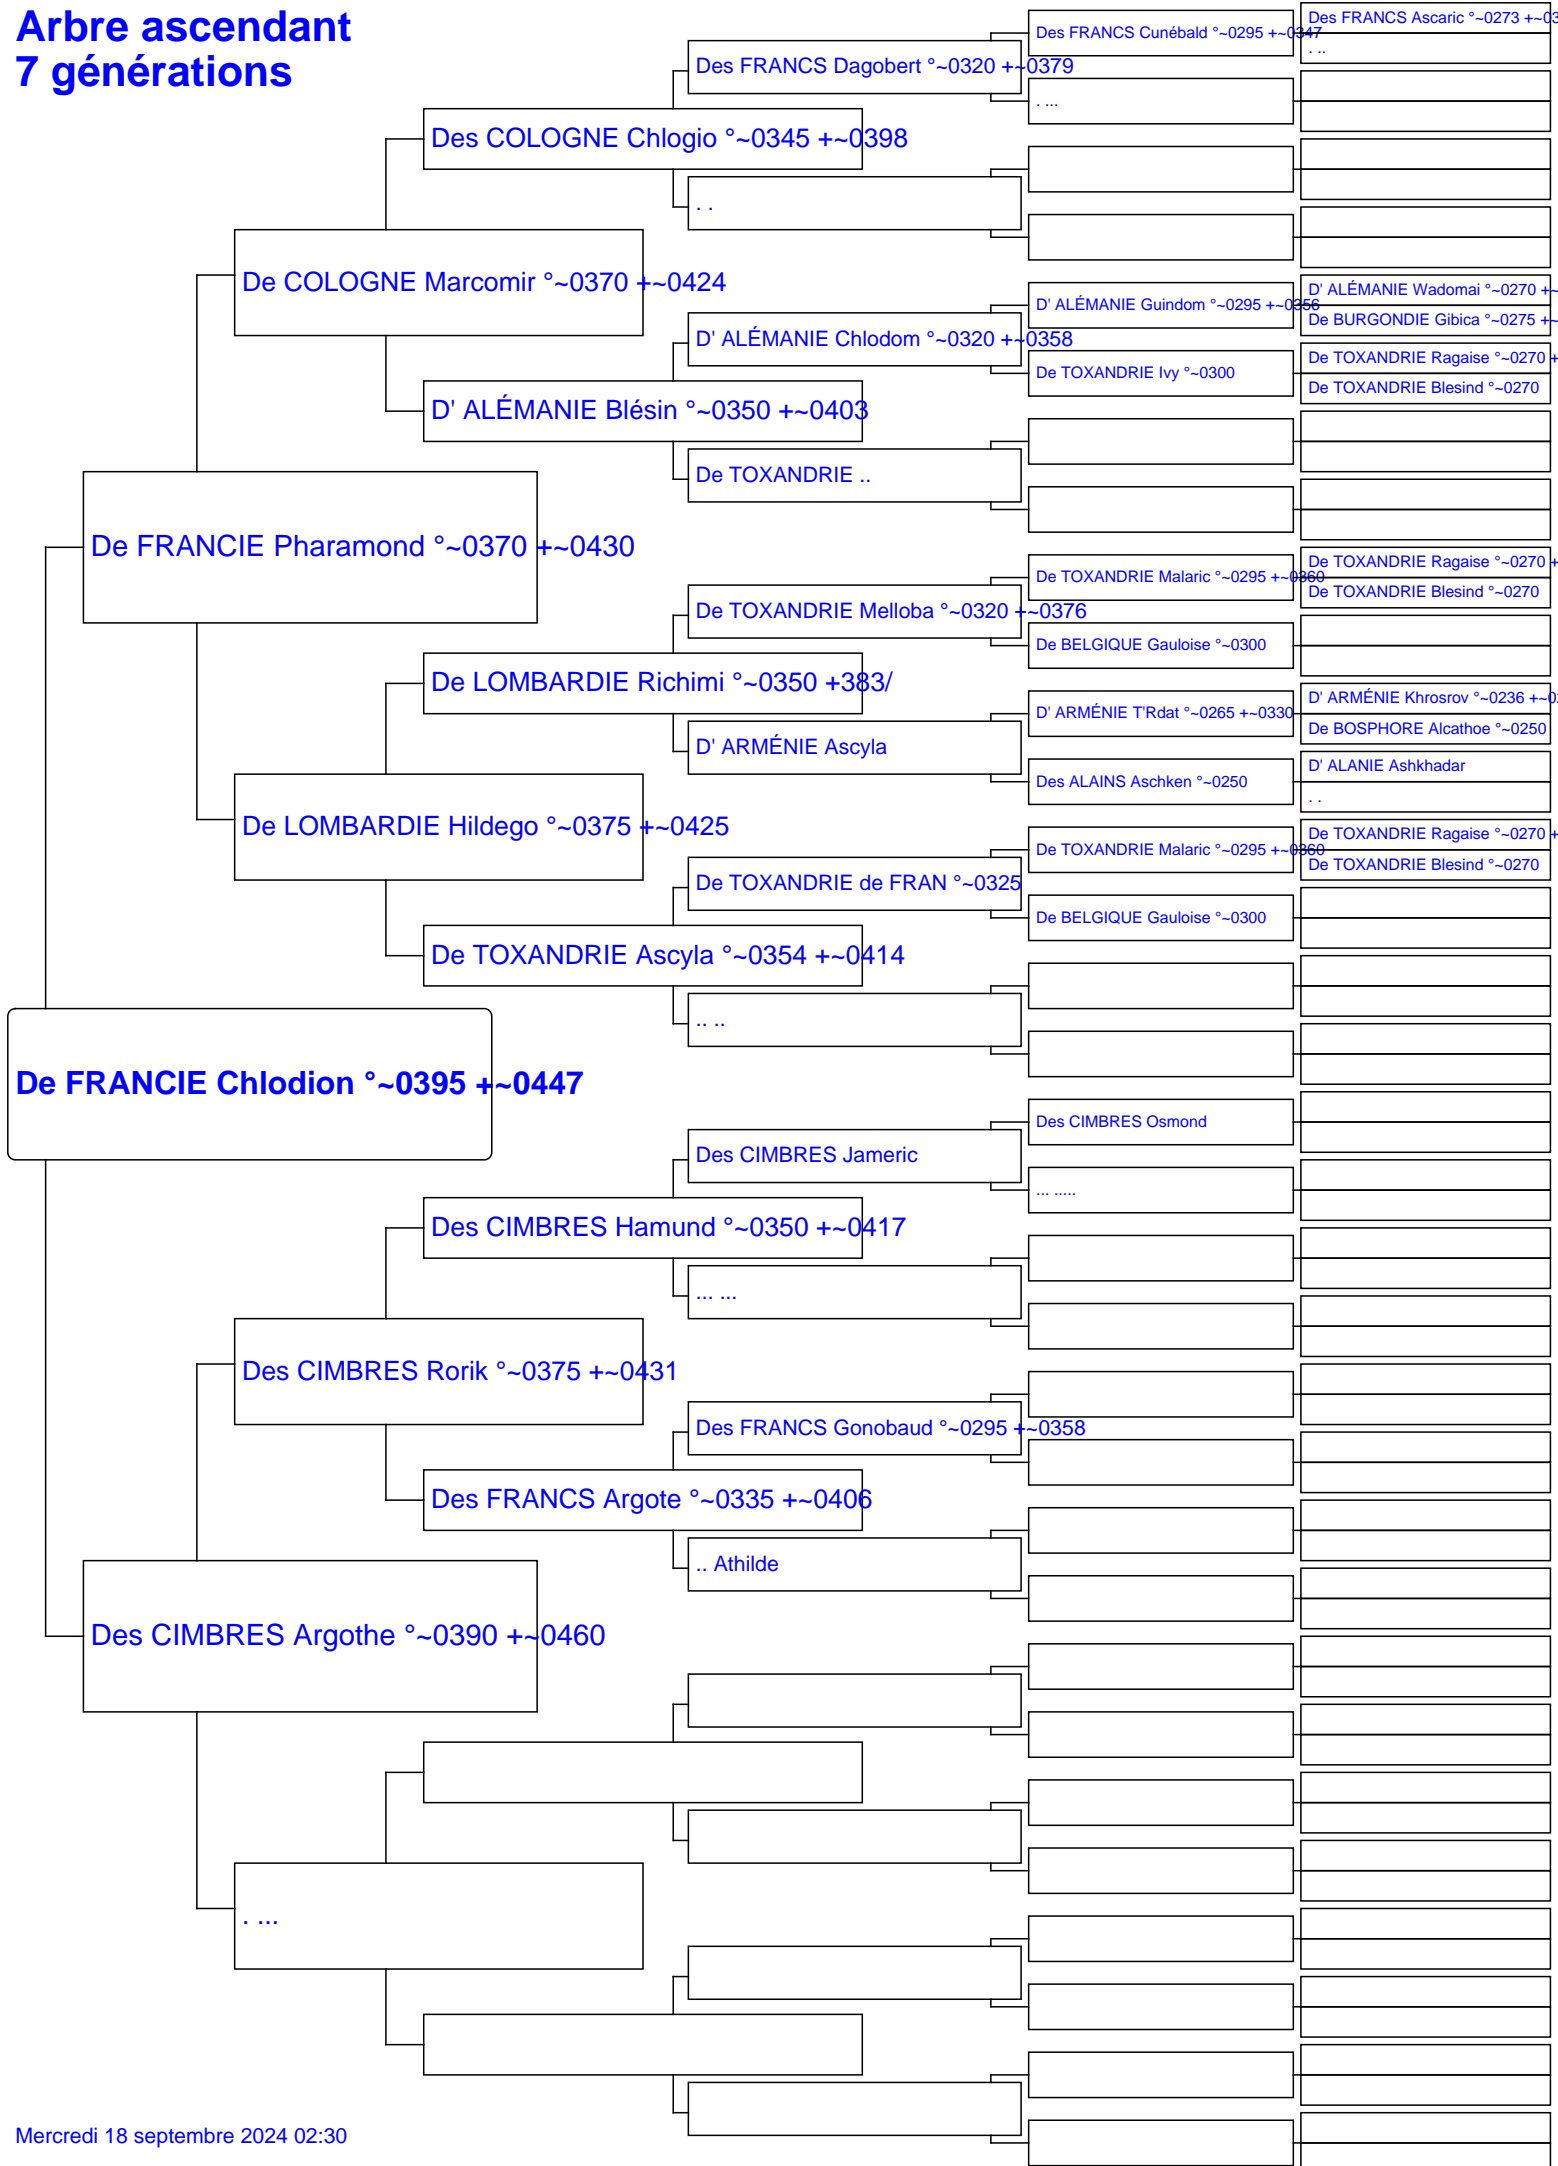 Arbre ascendant
7 générations
Des FRANCS Ascaric °~0273 +~03
Des FRANCS Cunébald °~0295 +~0347
. ..
Des FRANCS Dagobert °~0320 +~0379
. ...
Des COLOGNE Chlogio °~0345 +~0398
. .
De COLOGNE Marcomir °~0370 +~0424
D' ALÉMANIE Wadomai °~0270 +~
D' ALÉMANIE Guindom °~0295 +~0356
De BURGONDIE Gibica °~0275 +~
D' ALÉMANIE Chlodom °~0320 +~0358
De TOXANDRIE Ragaise °~0270 +
De TOXANDRIE Ivy °~0300
De TOXANDRIE Blesind °~0270
D' ALÉMANIE Blésin °~0350 +~0403
De TOXANDRIE ..
De FRANCIE Pharamond °~0370 +~0430
De TOXANDRIE Ragaise °~0270 +
De TOXANDRIE Malaric °~0295 +~0360
De TOXANDRIE Blesind °~0270
De TOXANDRIE Melloba °~0320 +~0376
De BELGIQUE Gauloise °~0300
De LOMBARDIE Richimi °~0350 +383/
D' ARMÉNIE Khrosrov °~0236 +~02
D' ARMÉNIE T'Rdat °~0265 +~0330
De BOSPHORE Alcathoe °~0250
D' ARMÉNIE Ascyla
D' ALANIE Ashkhadar
Des ALAINS Aschken °~0250
. .
De LOMBARDIE Hildego °~0375 +~0425
De TOXANDRIE Ragaise °~0270 +
De TOXANDRIE Malaric °~0295 +~0360
De TOXANDRIE Blesind °~0270
De TOXANDRIE de FRAN °~0325
De BELGIQUE Gauloise °~0300
De TOXANDRIE Ascyla °~0354 +~0414
.. ..
De FRANCIE Chlodion °~0395 +~0447
Des CIMBRES Osmond
Des CIMBRES Jameric
... .....
Des CIMBRES Hamund °~0350 +~0417
... ...
Des CIMBRES Rorik °~0375 +~0431
Des FRANCS Gonobaud °~0295 +~0358
Des FRANCS Argote °~0335 +~0406
.. Athilde
Des CIMBRES Argothe °~0390 +~0460
. ...
Mercredi 18 septembre 2024 02:30